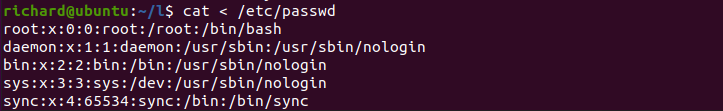 richard@ubuntu:~/l$ cat < /etc/passwd
root:x:0:0:root:/root:/bin/bash
daemon:x:1:1:daemon:/usr/sbin:/usr/sbin/nologin
bin:x:2:2:bin:/bin:/usr/sbin/nologin
sys:x:3:3:sys:/dev:/usr/sbin/nologin
sync:x:4:65534:sync:/bin:/bin/sync